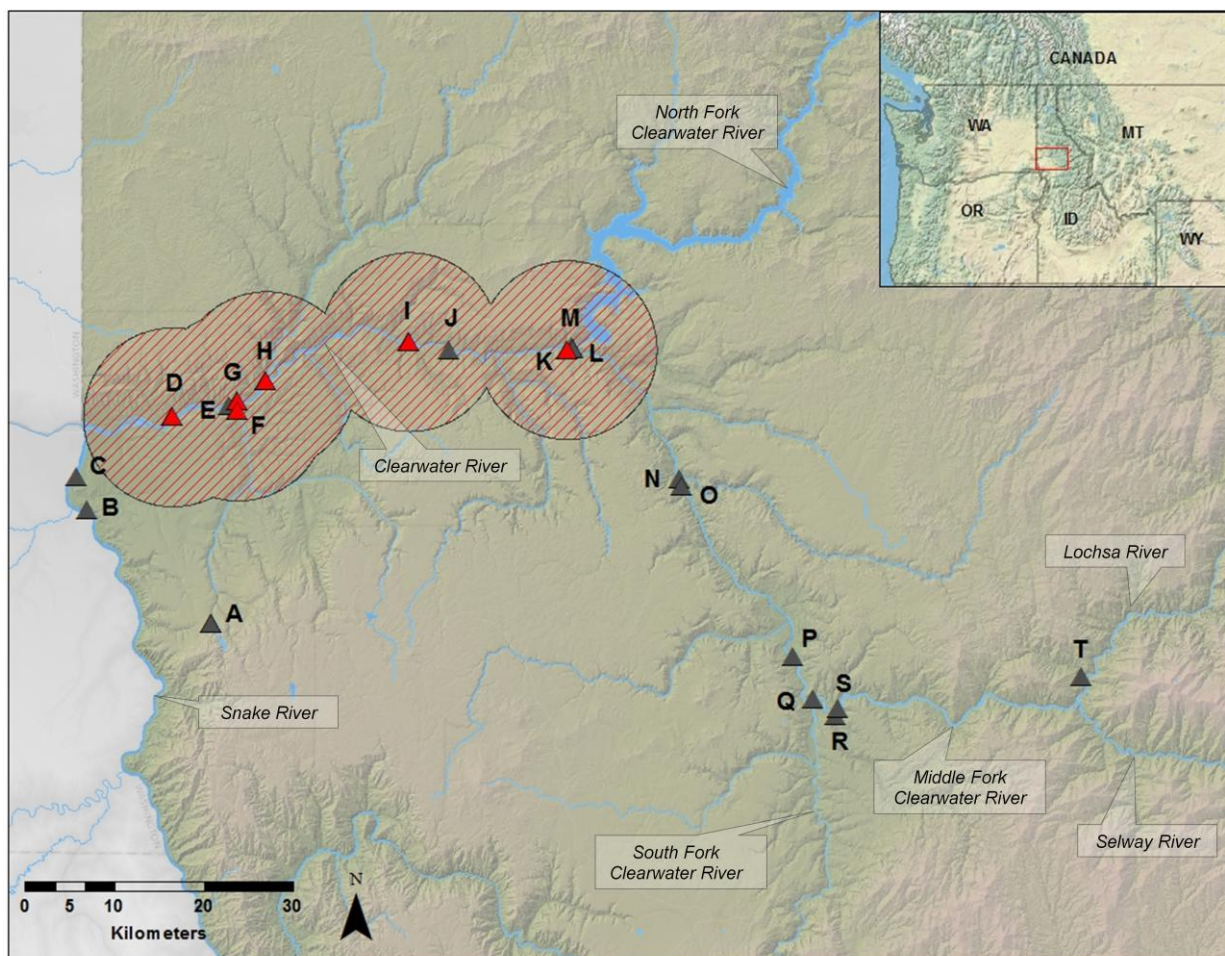 CANADA
WA
MT
OR
ID
WY
North Fork
Clearwater River
WASHINGTON
D
E
G
F
H
I
J
M
K
L
Clearwater River
C
B
A
N
O
Lochsa River
P
Q
S
R
T
Snake River
Middle Fork
Clearwater River
Selway River
South Fork
Clearwater River
N
0 5 10 20 30
Kilometers